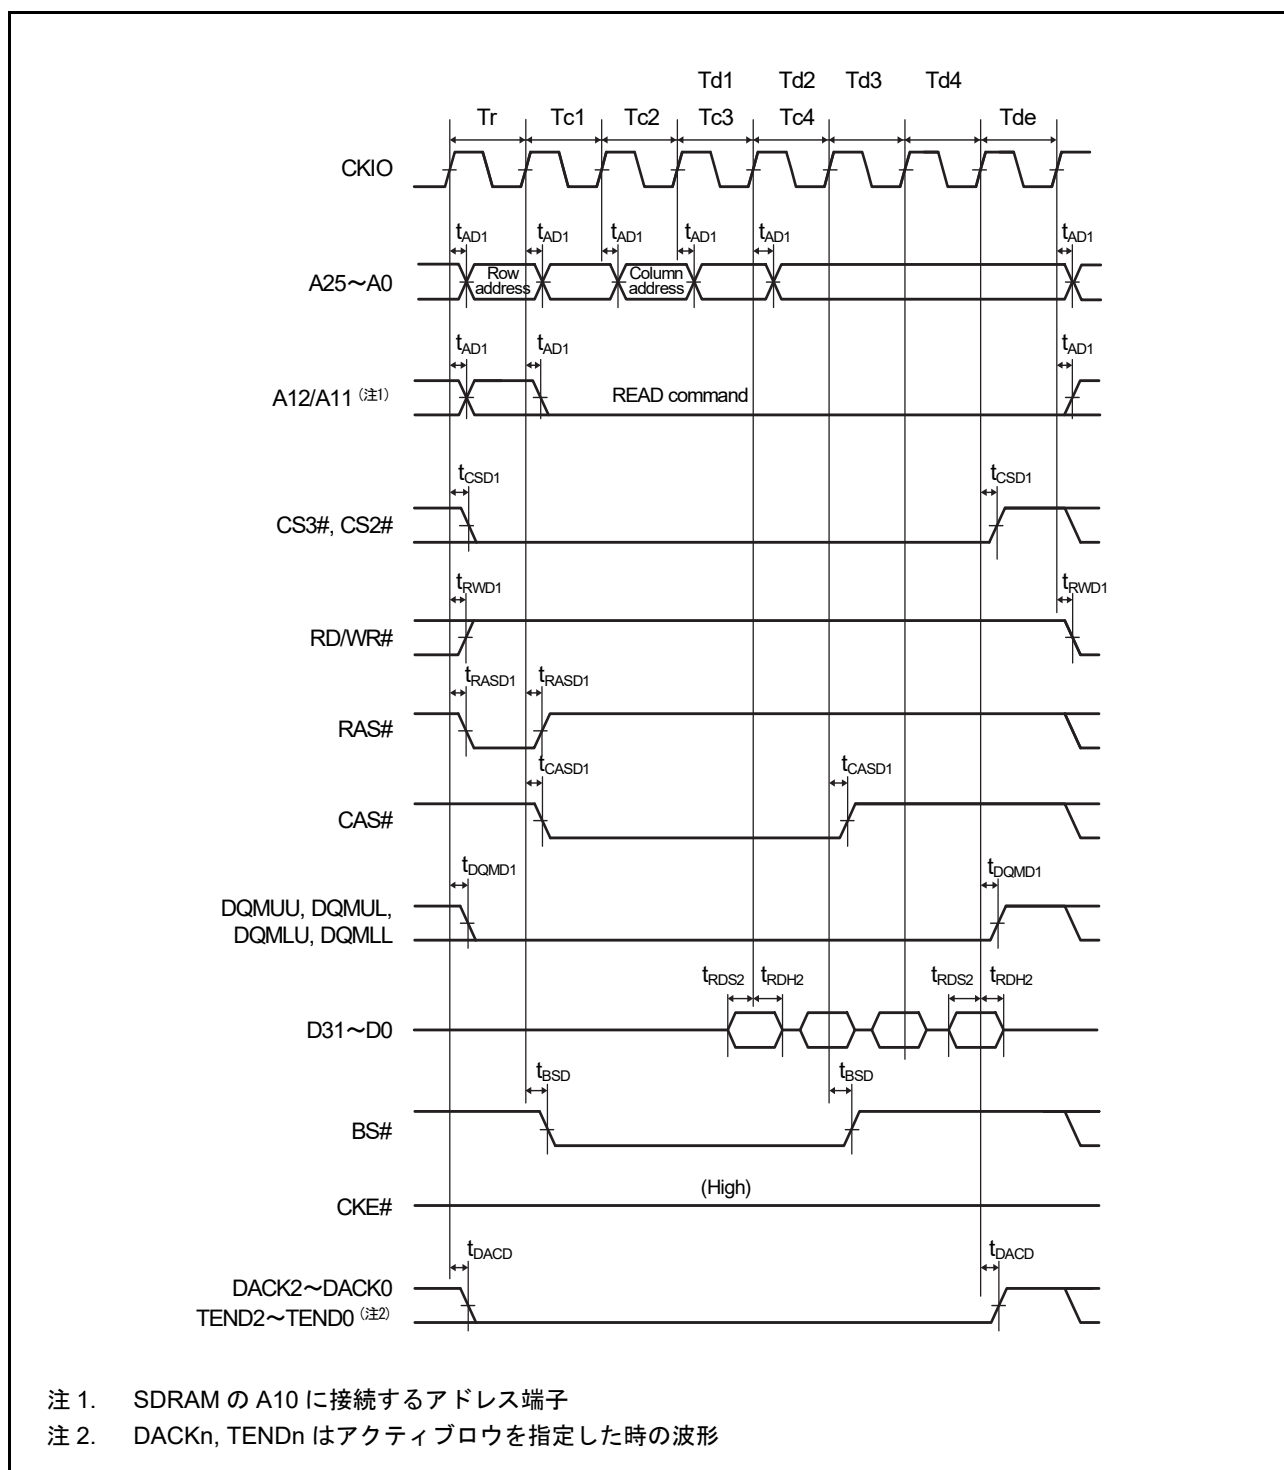 Td1 Td2 Td3 Td4
Tr Tc1 Tc2 Tc3 Tc4 Tde
CKIO
tAD1 tAD1 tAD1 tAD1 tAD1 tAD1
A25～A0 Row address Column address
tAD1 tAD1 tAD1
A12/A11 (注1) READ command
tCSD1 tCSD1
CS3#, CS2#
tRWD1 tRWD1
RD/WR#
tRASD1 tRASD1
RAS#
tCASD1 tCASD1
CAS#
tDQMD1 tDQMD1
DQMUU, DQMUL,
DQMLU, DQMLL
tRDS2 tRDH2 tRDS2 tRDH2
D31～D0
tBSD tBSD
BS#
(High)
CKE#
tDACD tDACD
DACK2～DACK0
TEND2～TEND0 (注2)
注 1. SDRAM の A10 に接続するアドレス端子
注 2. DACKn, TENDn はアクティブロウを指定した時の波形